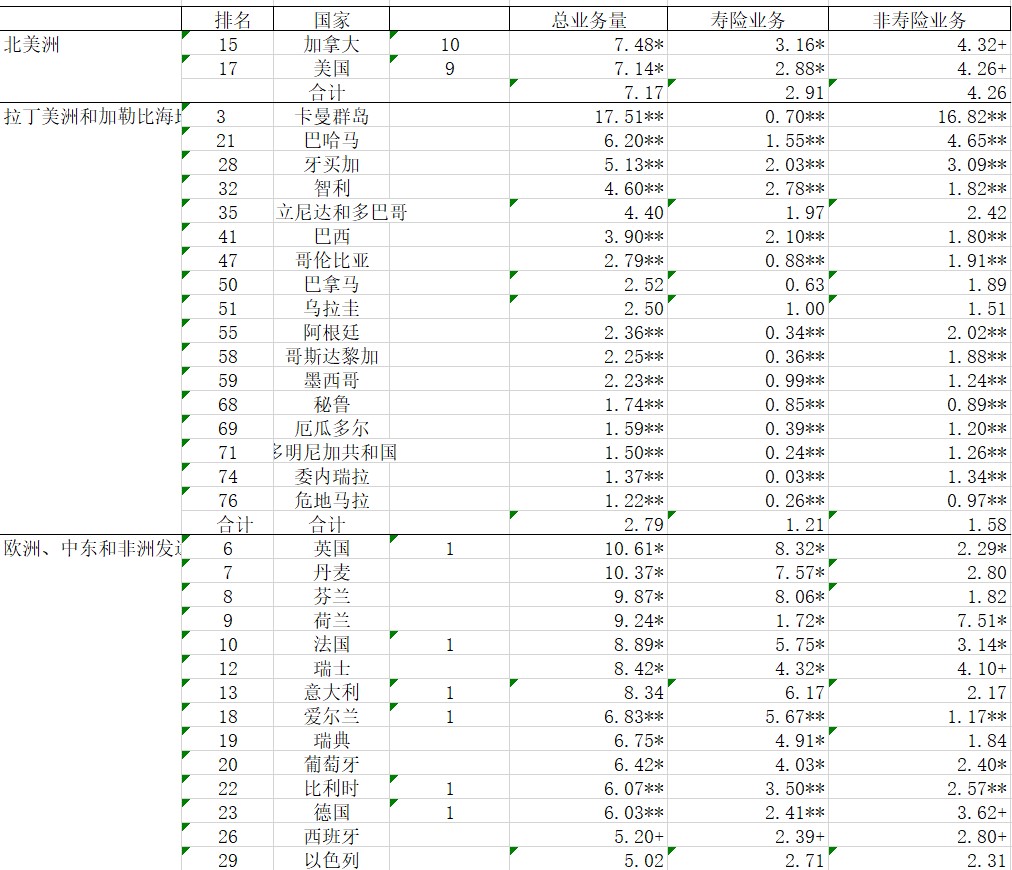 排名 国家 总业务量 寿险业务 非寿险业务
北美洲 15 加拿大 10 7.48* 3.16* 4.32+
17 美国 9 7.14* 2.88* 4.26+
合计 7.17 2.91 4.26
拉丁美洲和加勒比海 3 卡曼群岛 17.51** 0.70** 16.82**
21 巴哈马 6.20** 1.55** 4.65**
28 牙买加 5.13** 2.03** 3.09**
32 智利 4.60** 2.78** 1.82**
35 立尼达和多巴哥 4.40 1.97 2.42
41 巴西 3.90** 2.10** 1.80**
47 哥伦比亚 2.79** 0.88** 1.91**
50 巴拿马 2.52 0.63 1.89
51 乌拉圭 2.50 1.00 1.51
55 阿根廷 2.36** 0.34** 2.02**
58 哥斯达黎加 2.25** 0.36** 1.88**
59 墨西哥 2.23** 0.99** 1.24**
68 秘鲁 1.74** 0.85** 0.89**
69 厄瓜多尔 1.59** 0.39** 1.20**
71 多明尼加共和国 1.50** 0.24** 1.26**
74 委内瑞拉 1.37** 0.03** 1.34**
76 危地马拉 1.22** 0.26** 0.97**
合计 合计 2.79 1.21 1.58
欧洲、中东和非洲发 6 英国 1 10.61* 8.32* 2.29*
7 丹麦 10.37* 7.57* 2.80
8 芬兰 9.87* 8.06* 1.82
9 荷兰 9.24* 1.72* 7.51*
10 法国 1 8.89* 5.75* 3.14*
12 瑞士 8.42* 4.32* 4.10+
13 意大利 1 8.34 6.17 2.17
18 爱尔兰 1 6.83** 5.67** 1.17**
19 瑞典 6.75* 4.91* 1.84
20 葡萄牙 6.42* 4.03* 2.40*
22 比利时 1 6.07** 3.50** 2.57**
23 德国 1 6.03** 2.41** 3.62+
26 西班牙 5.20+ 2.39+ 2.80+
29 以色列 5.02 2.71 2.31